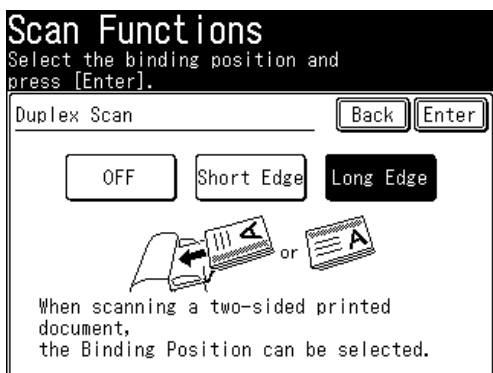 Scan Functions
Select the binding position and
press [Enter].
Duplex Scan
Back Enter
OFF Short Edge Long Edge
A or A
When scanning a two-sided printed
document,
the Binding Position can be selected.